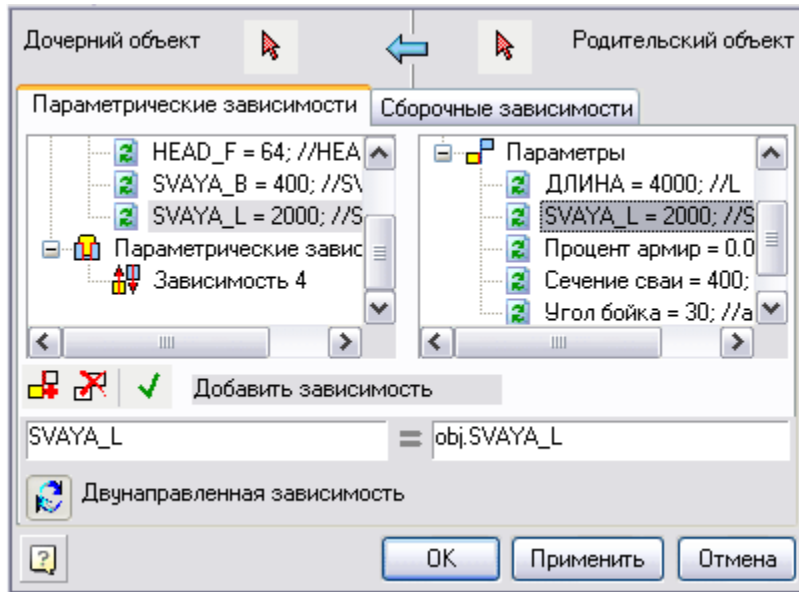 Дочерний объект
Родительский объект
Параметрические зависимости
Сборочные зависимости
HEAD_F = 64; //HEA
SVAYA_B = 400; //SV
SVAYA_L = 2000; //S
Параметрические завис
Зависимость 4
Параметры
ДЛИНА = 4000; //L
SVAYA_L = 2000; //S
Процент армир = 0.0
Сечение сваи = 400;
Угол бойка = 30; //a
Добавить зависимость
SVAYA_L = obj.SVAYA_L
Двунаправленная зависимость
?
OK
Применить
Отмена